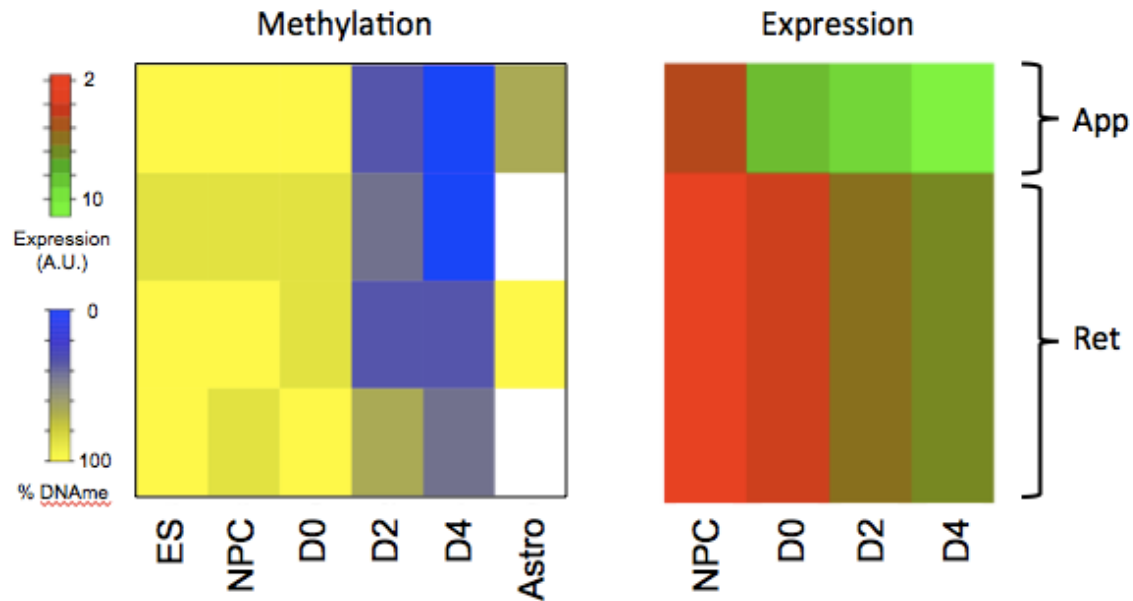 Methylation
Expression
2
10
Expression
(A.U.)
0
100
% DNAme
App
Ret
ES
NPC
D0
D2
D4
Astro
NPC
D0
D2
D4